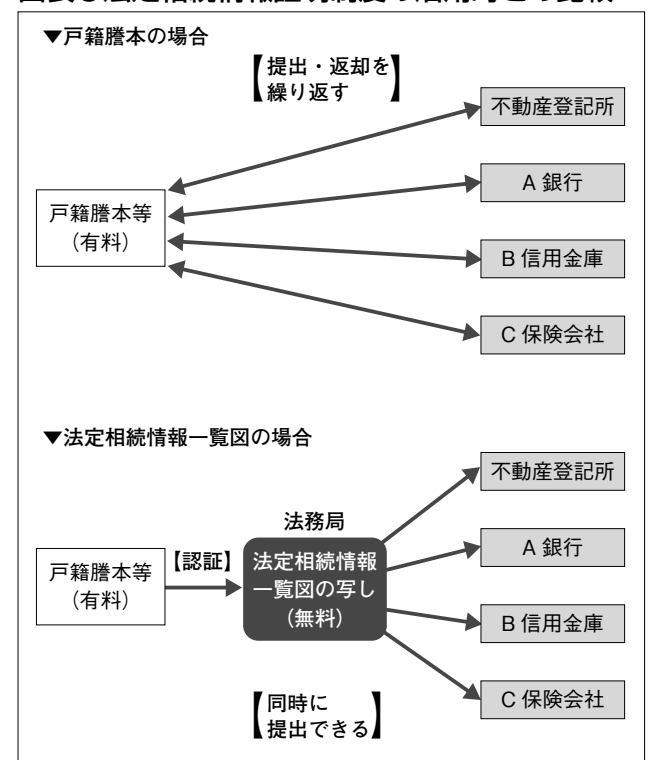 ▼戸籍謄本の場合
【提出・返却を
繰り返す】
不動産登記所
A 銀行
戸籍謄本等
(有料)
B 信用金庫
C 保険会社
▼法定相続情報一覧図の場合
不動産登記所
法務局
A 銀行
【認証】
戸籍謄本等
(有料)
法定相続情報
一覧図の写し
(無料)
B 信用金庫
C 保険会社
【同時に
提出できる】